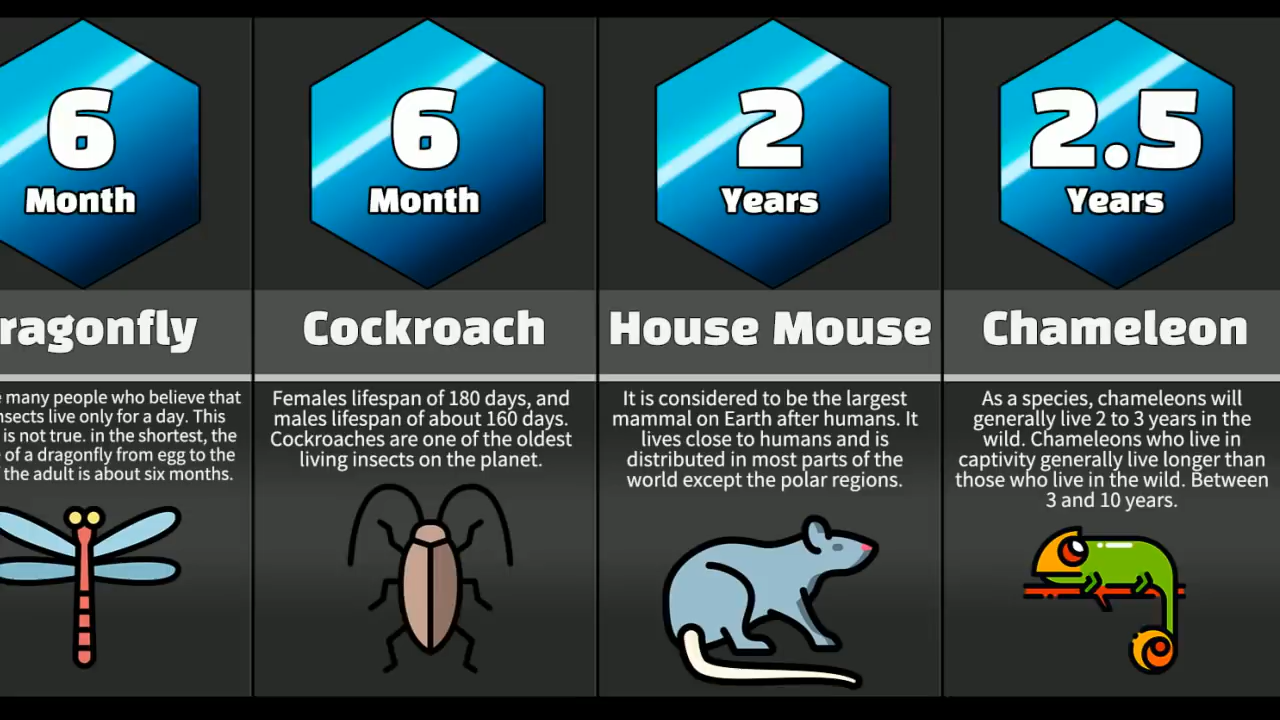 6
Month
ragonfly
many people who believe that
nsects live only for a day. This
is not true. in the shortest, the
of a dragonfly from egg to the
the adult is about six months.
6
Month
Cockroach
Females lifespan of 180 days, and
males lifespan of about 160 days.
Cockroaches are one of the oldest
living insects on the planet.
2
Years
House Mouse
It is considered to be the largest
mammal on Earth after humans. It
lives close to humans and is
distributed in most parts of the
world except the polar regions.
2.5
Years
Chameleon
As a species, chameleons will
generally live 2 to 3 years in the
wild. Chameleons who live in
captivity generally live longer than
those who live in the wild. Between
3 and 10 years.